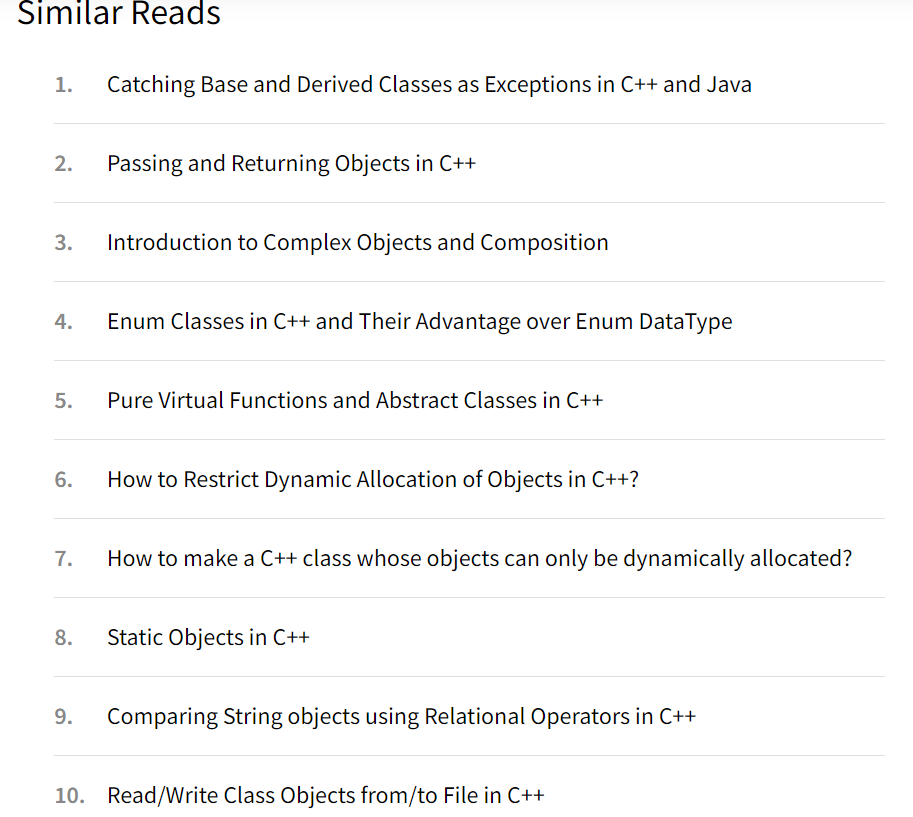 Similar Reads
1. Catching Base and Derived Classes as Exceptions in C++ and Java
2. Passing and Returning Objects in C++
3. Introduction to Complex Objects and Composition
4. Enum Classes in C++ and Their Advantage over Enum DataType
5. Pure Virtual Functions and Abstract Classes in C++
6. How to Restrict Dynamic Allocation of Objects in C++?
7. How to make a C++ class whose objects can only be dynamically allocated?
8. Static Objects in C++
9. Comparing String objects using Relational Operators in C++
10. Read/Write Class Objects from/to File in C++